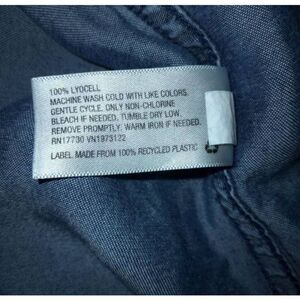 100% LYOCELL
MACHINE WASH COLD WITH LIKE COLORS.
GENTLE CYCLE. ONLY NON-CHLORINE
BLEACH IF NEEDED. TUMBLE DRY LOW.
REMOVE PROMPTLY. WARM IRON IF NEEDED.
RN17730 VN1973122
LABEL MADE FROM 100% RECYCLED PLASTIC